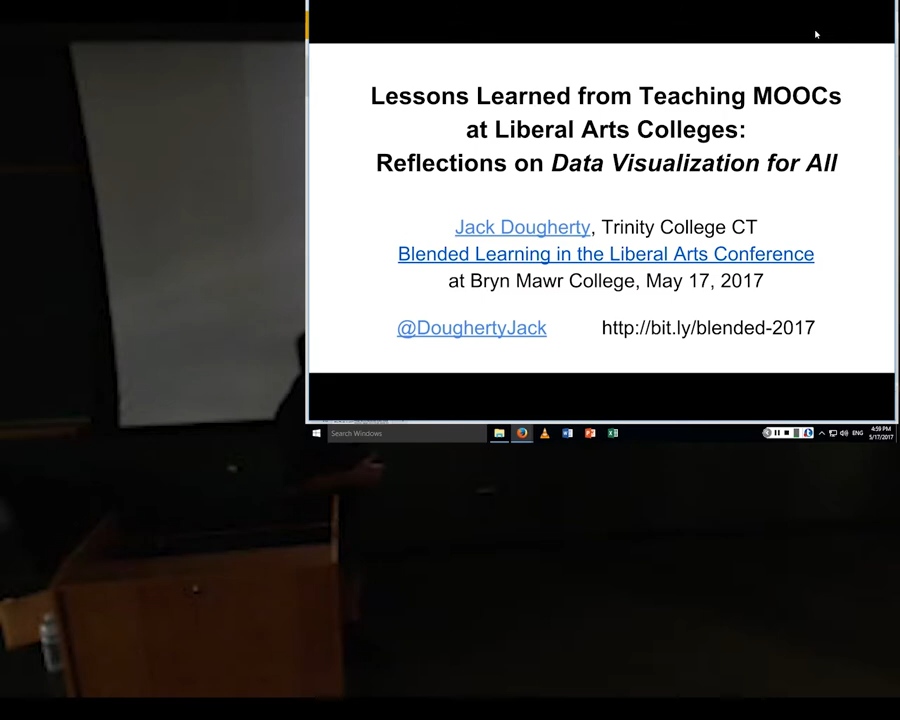 Lessons Learned from Teaching MOOCs
at Liberal Arts Colleges:
Reflections on Data Visualization for All
Jack Dougherty, Trinity College CT
Blended Learning in the Liberal Arts Conference
at Bryn Mawr College, May 17, 2017
@DoughertyJack http://bit.ly/blended-2017
Search Windows
ENG
4:59 PM
5/17/2017